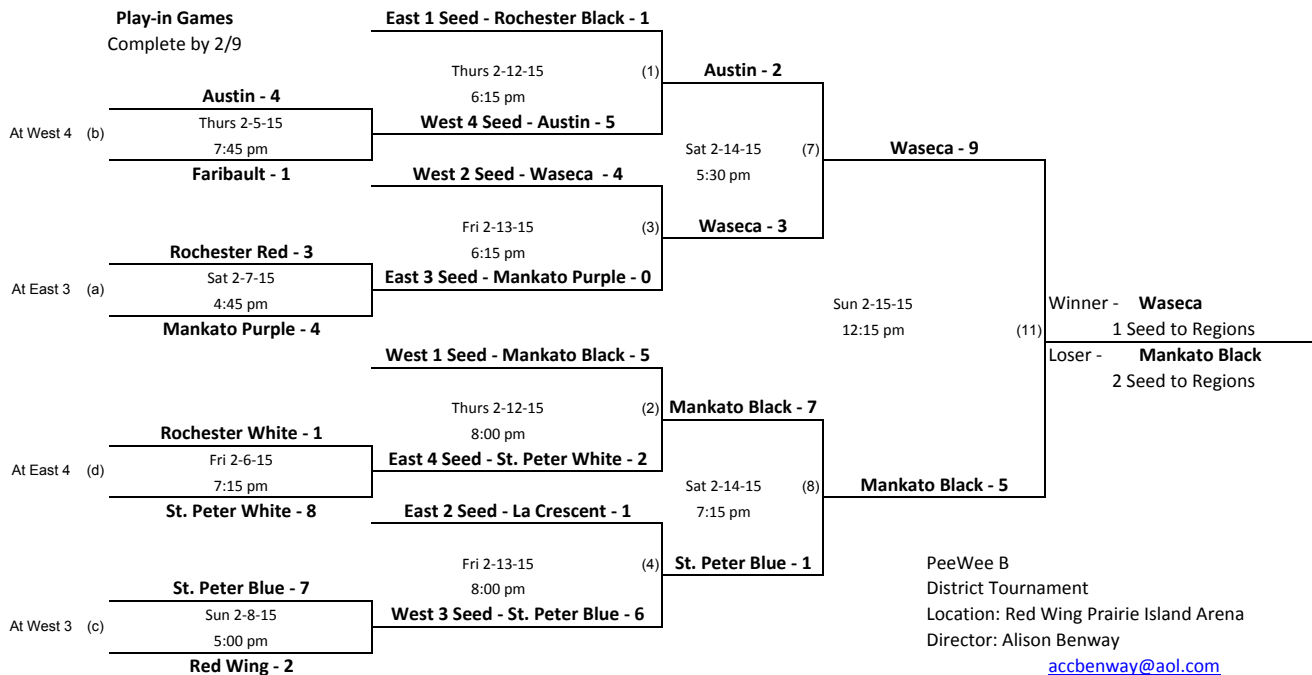 Play-in Games
Complete by 2/9
East 1 Seed - Rochester Black - 1
Thurs 2-12-15 (1)
6:15 pm
Austin - 2
Austin - 4
At West 4 (b)
Thurs 2-5-15
7:45 pm
West 4 Seed - Austin - 5
Faribault - 1
Sat 2-14-15 (7)
5:30 pm
Waseca - 9
West 2 Seed - Waseca - 4
Fri 2-13-15 (3)
6:15 pm
Waseca - 3
Rochester Red - 3
At East 3 (a)
Sat 2-7-15
4:45 pm
East 3 Seed - Mankato Purple - 0
Mankato Purple - 4
Sun 2-15-15
12:15 pm (11)
Winner - Waseca
1 Seed to Regions
Loser - Mankato Black
2 Seed to Regions
West 1 Seed - Mankato Black - 5
Thurs 2-12-15 (2)
8:00 pm
Mankato Black - 7
Rochester White - 1
At East 4 (d)
Fri 2-6-15
7:15 pm
East 4 Seed - St. Peter White - 2
St. Peter White - 8
Sat 2-14-15 (8)
7:15 pm
Mankato Black - 5
East 2 Seed - La Crescent - 1
Fri 2-13-15 (4)
8:00 pm
St. Peter Blue - 1
St. Peter Blue - 7
At West 3 (c)
Sun 2-8-15
5:00 pm
West 3 Seed - St. Peter Blue - 6
Red Wing - 2
PeeWee B
District Tournament
Location: Red Wing Prairie Island Arena
Director: Alison Benway
accbenway@aol.com